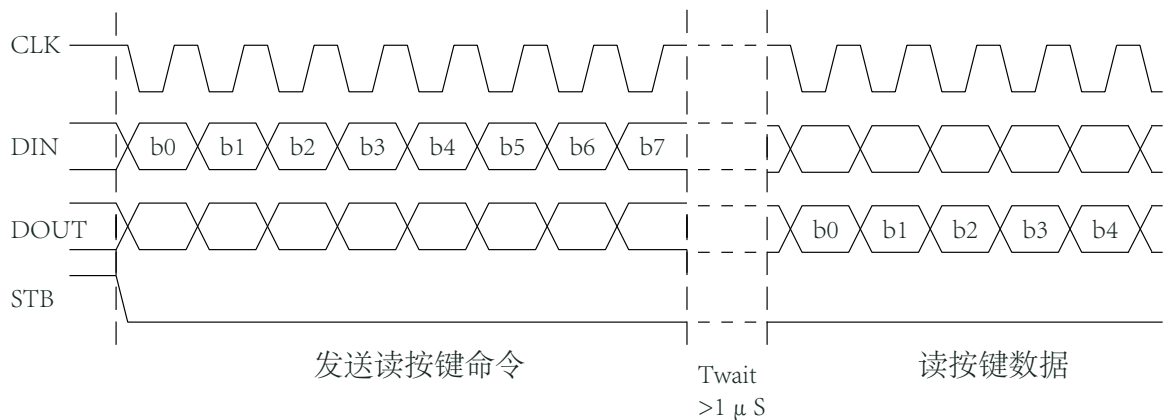 CLK
DIN b0 b1 b2 b3 b4 b5 b6 b7
DOUT b0 b1 b2 b3 b4
STB
发送读按键命令
Twait
>1 μ S
读按键数据